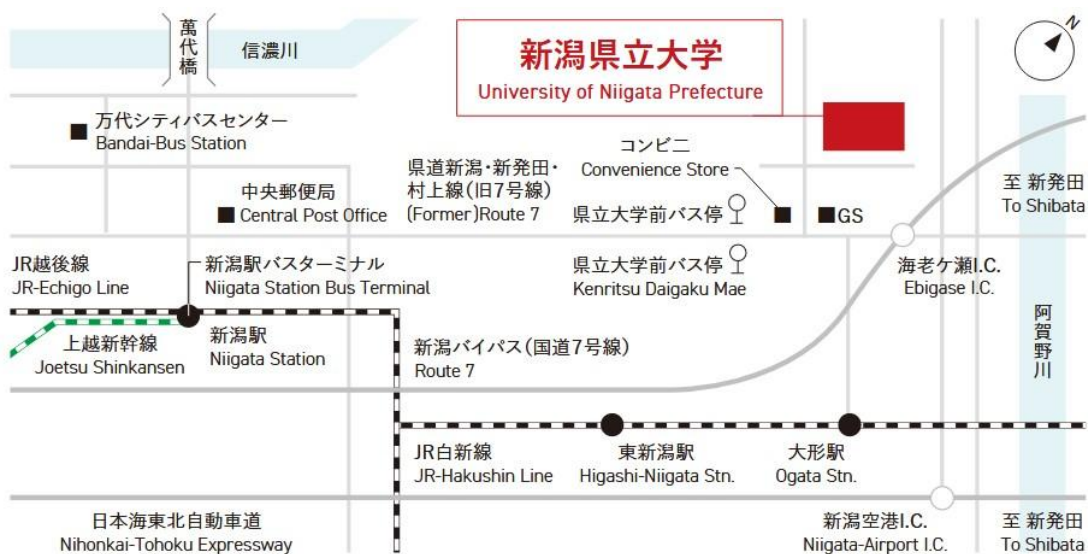 萬代橋
信濃川
新潟県立大学
University of Niigata Prefecture
N
万代シティバスセンター
Bandai-Bus Station
コンビニ
Convenience Store
県道新潟・新発田・
村上線(旧7号線)
(Former)Route 7
中央郵便局
Central Post Office
県立大学前バス停
GS
至 新発田
To Shibata
JR越後線
JR-Echigo Line
新潟駅バスターミナル
Niigata Station Bus Terminal
県立大学前バス停
Kenritsu Daigaku Mae
海老ケ瀬I.C.
Ebigase I.C.
阿賀野川
上越新幹線
Joetsu Shinkansen
新潟駅
Niigata Station
新潟バイパス(国道7号線)
Route 7
JR白新線
JR-Hakushin Line
東新潟駅
Higashi-Niigata Stn.
大形駅
Ogata Stn.
日本海東北自動車道
Nihonkai-Tohoku Expressway
新潟空港I.C.
Niigata-Airport I.C.
至 新発田
To Shibata